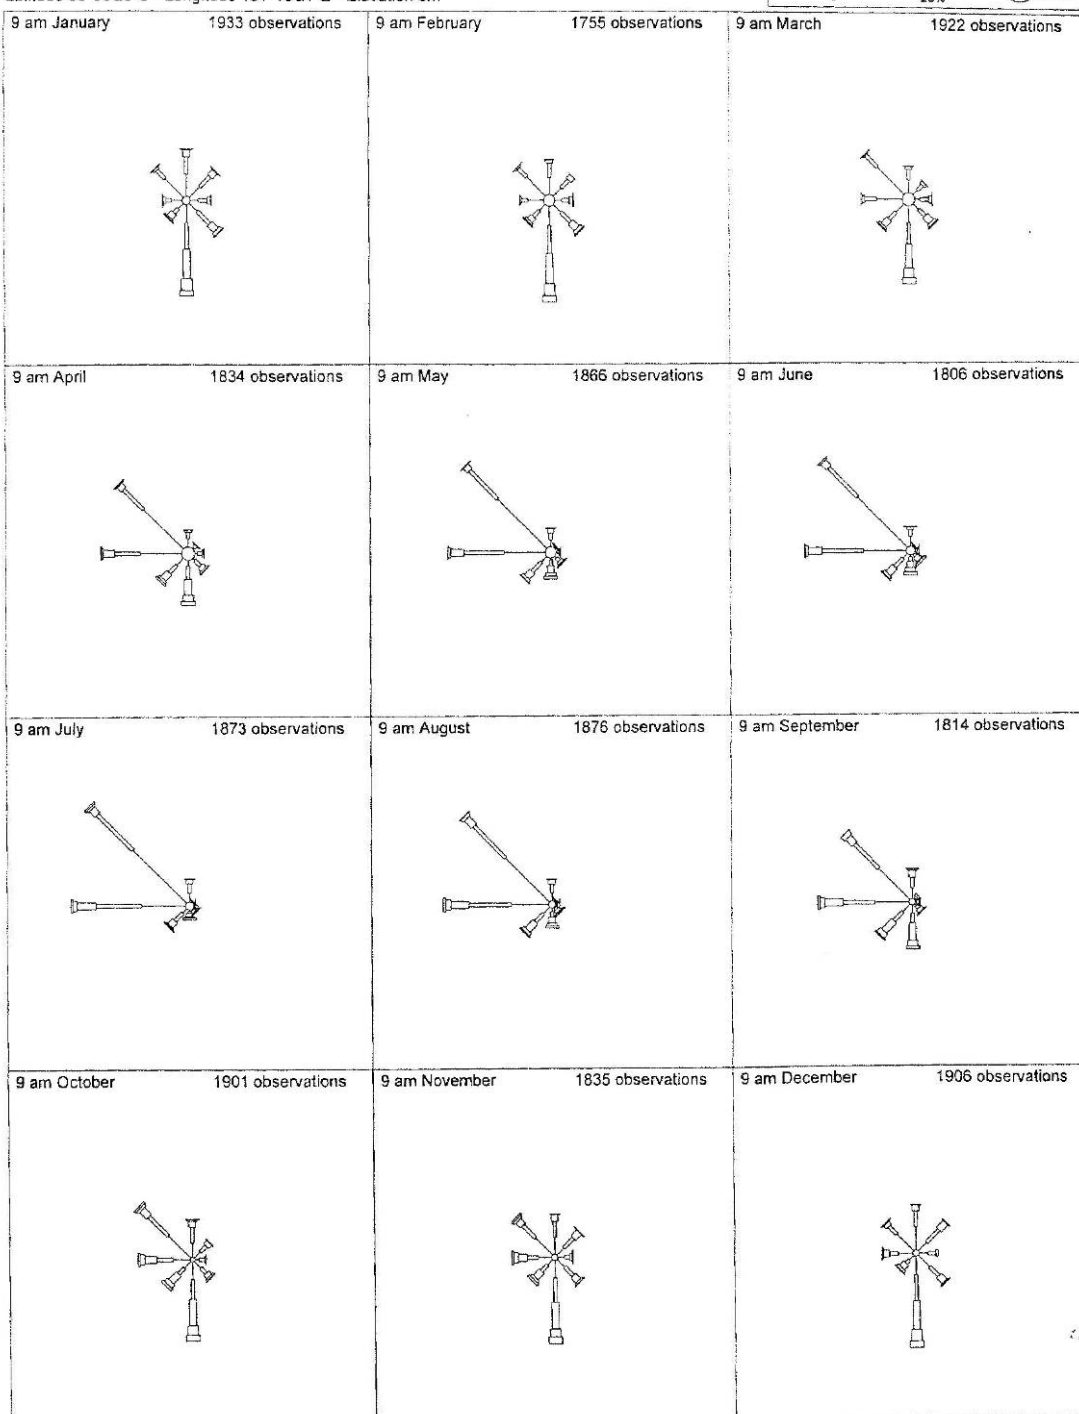 9 am January 1933 observations 9 am February 1755 observations 9 am March 1922 observations
9 am April 1834 observations 9 am May 1866 observations 9 am June 1806 observations
9 am July 1873 observations 9 am August 1876 observations 9 am September 1814 observations
9 am October 1901 observations 9 am November 1835 observations 9 am December 1906 observations